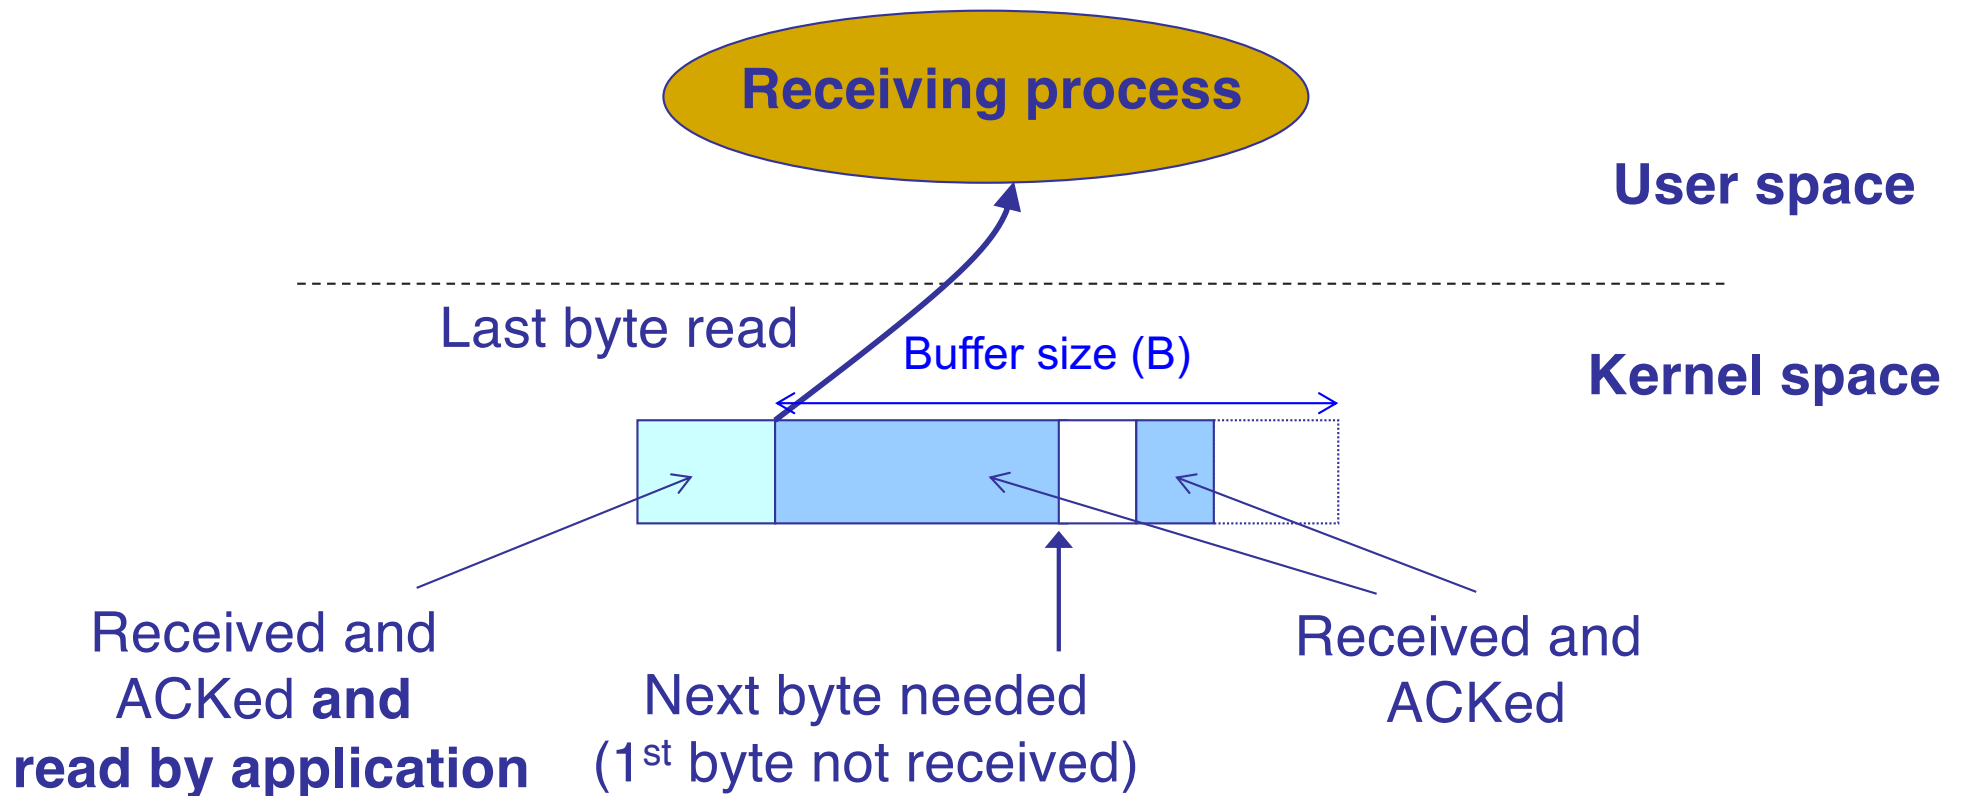 Receiving process
User space
Last byte read
Buffer size (B)
Kernel space
Received and
ACKed and
read by application
Next byte needed
(1st byte not received)
Received and
ACKed